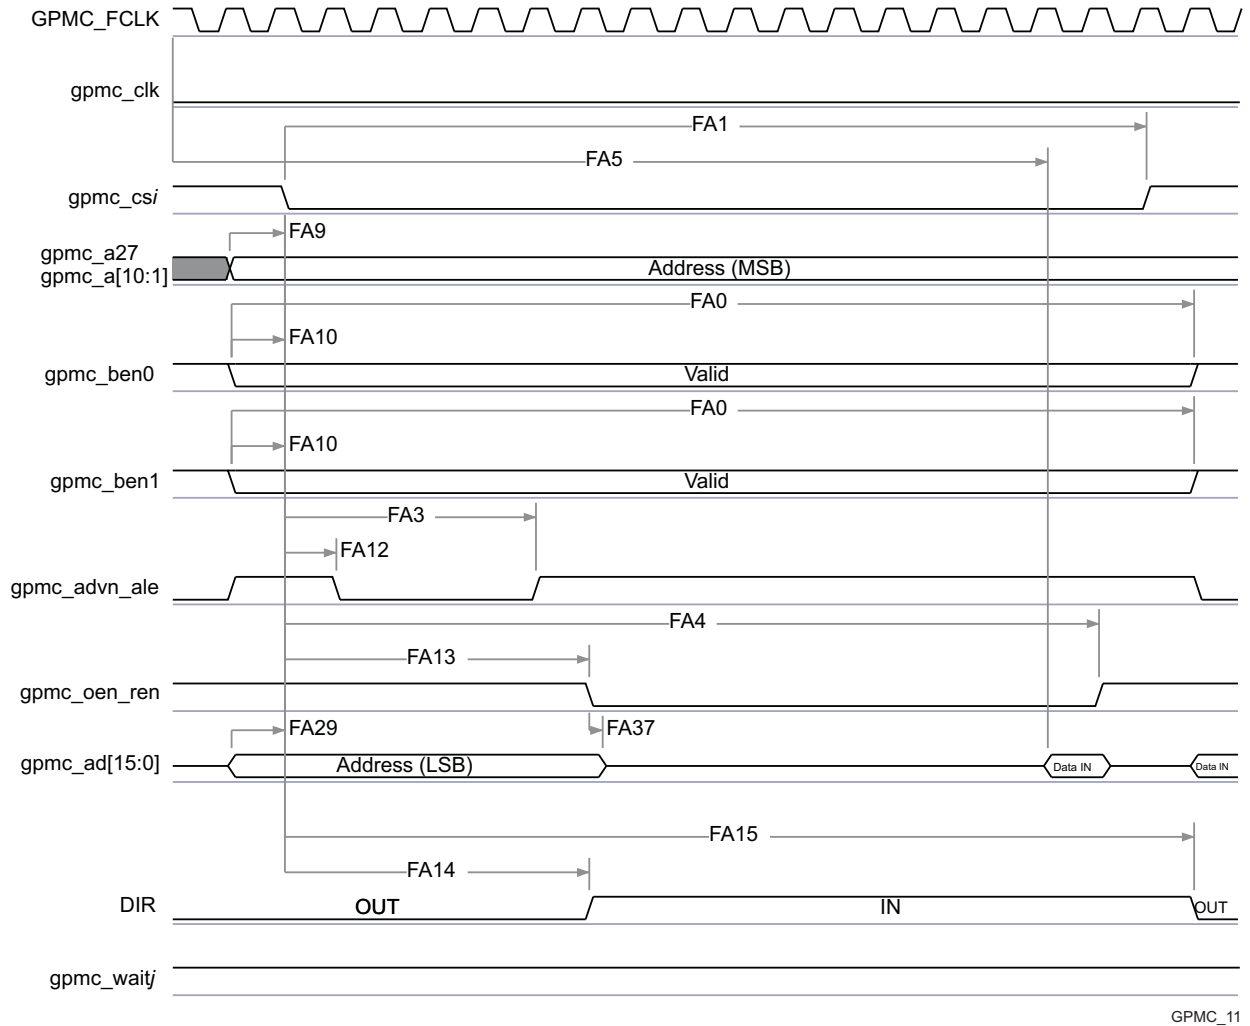 GPMC_FCLK
gpmc_clk
FA1
FA5
gpmc_csi
FA9
gpmc_a27
gpmc_a[10:1]
Address (MSB)
FA0
FA10
gpmc_ben0
Valid
FA0
FA10
gpmc_ben1
Valid
FA3
FA12
gpmc_advn_ale
FA4
FA13
gpmc_oen_ren
FA29
FA37
gpmc_ad[15:0]
Address (LSB)
Data IN
Data IN
FA15
FA14
DIR
OUT
IN
OUT
gpmc_waitj
GPMC_11